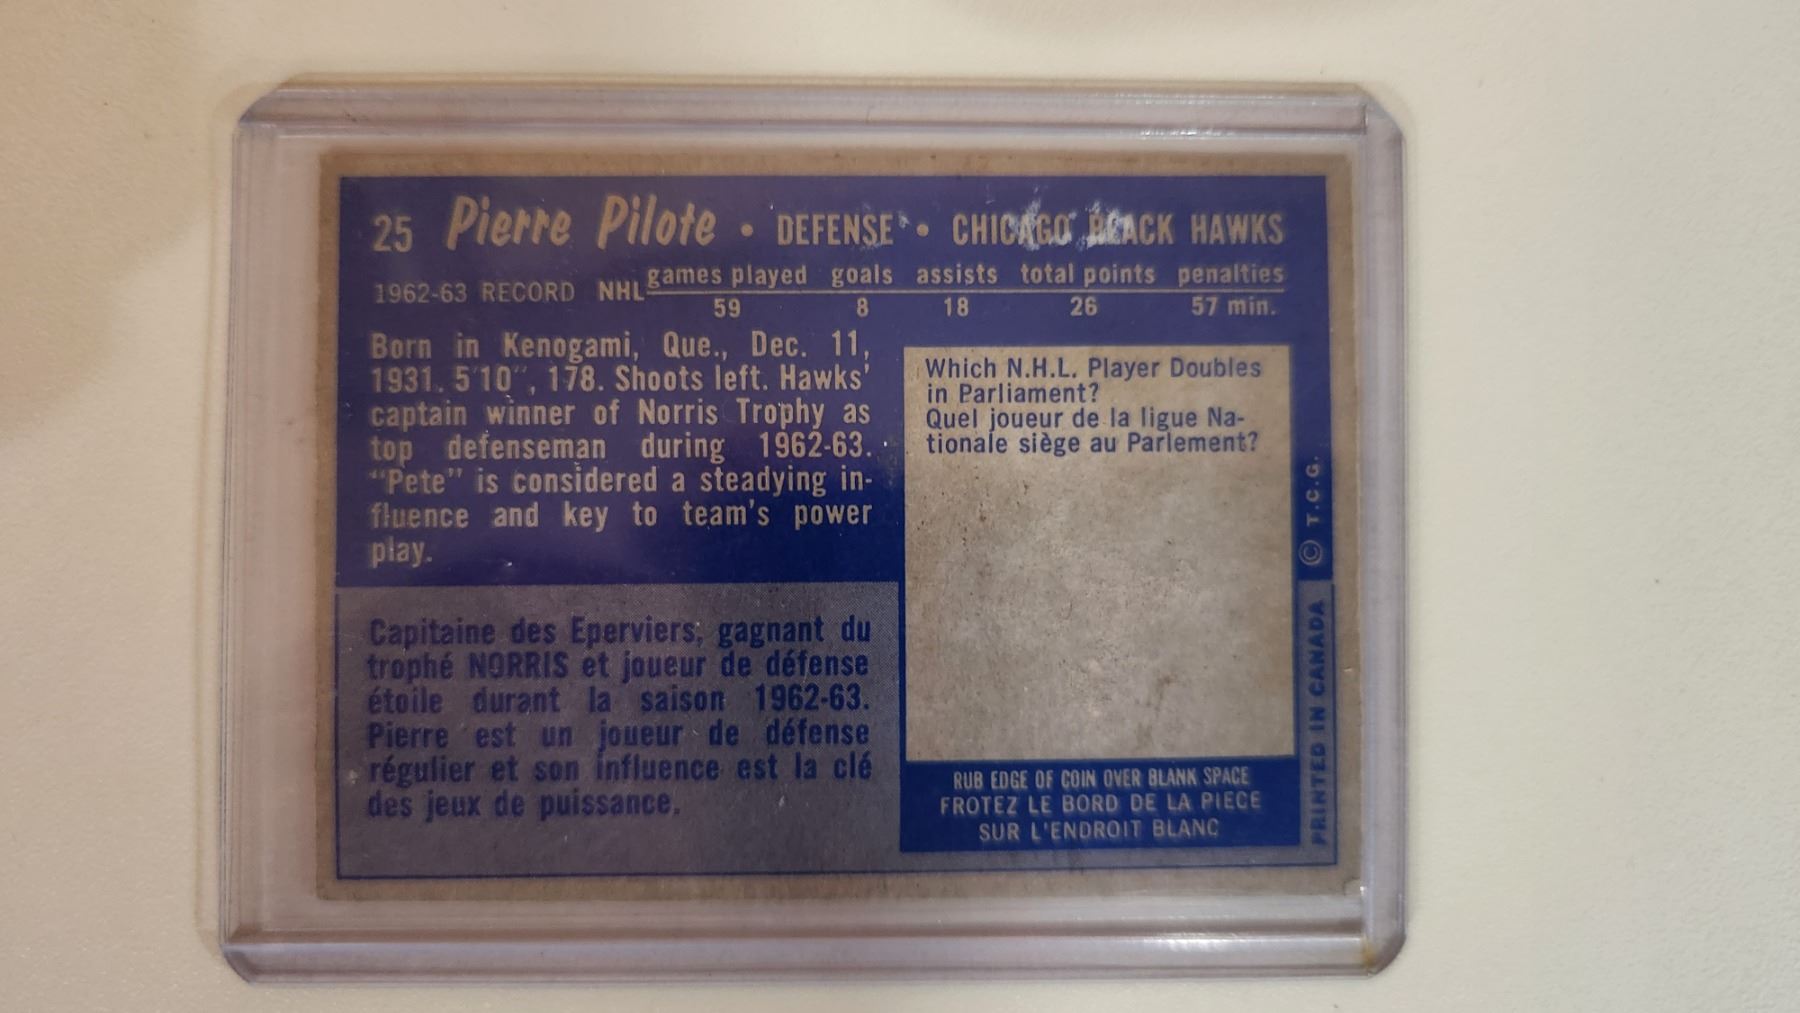 25 Pierre Pilote • DEFENSE • CHICAGO BLACK HAWKS
games played goals assists total points penalties
1962-63 RECORD NHL 59 8 18 26 57 min.
Born in Kenogami, Que., Dec. 11,
1931. 5'10", 178. Shoots left. Hawks'
captain winner of Norris Trophy as
top defenseman during 1962-63.
"Pete" is considered a steadying in-
fluence and key to team's power
play.
Capitaine des Eperviers, gagnant du
trophé NORRIS et joueur de défense
étoile durant la saison 1962-63.
Pierre est un joueur de défense
régulier et son influence est la clé
des jeux de puissance.
Which N.H.L. Player Doubles
in Parliament?
Quel joueur de la ligue Na-
tionale siège au Parlement?
RUB EDGE OF COIN OVER BLANK SPACE
FROTEZ LE BORD DE LA PIECE
SUR L'ENDROIT BLANC
PRINTED IN CANADA © T.C.G.